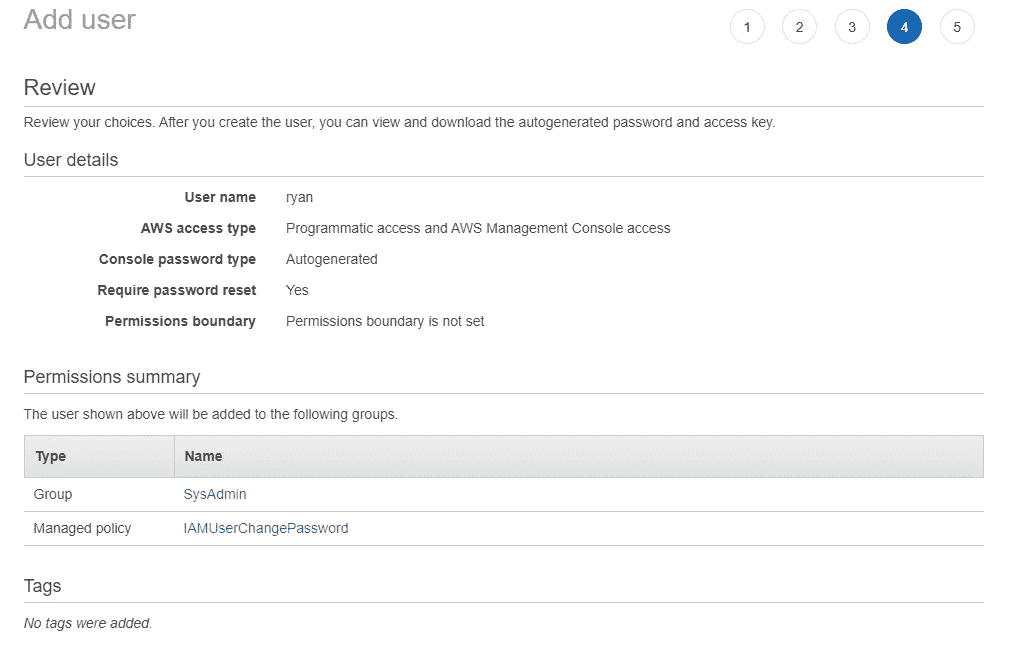 Add user
1 2 3 4 5
Review
Review your choices. After you create the user, you can view and download the autogenerated password and access key.
User details
User name ryan
AWS access type Programmatic access and AWS Management Console access
Console password type Autogenerated
Require password reset Yes
Permissions boundary Permissions boundary is not set
Permissions summary
The user shown above will be added to the following groups.
Type Name
Group SysAdmin
Managed policy IAMUserChangePassword
Tags
No tags were added.